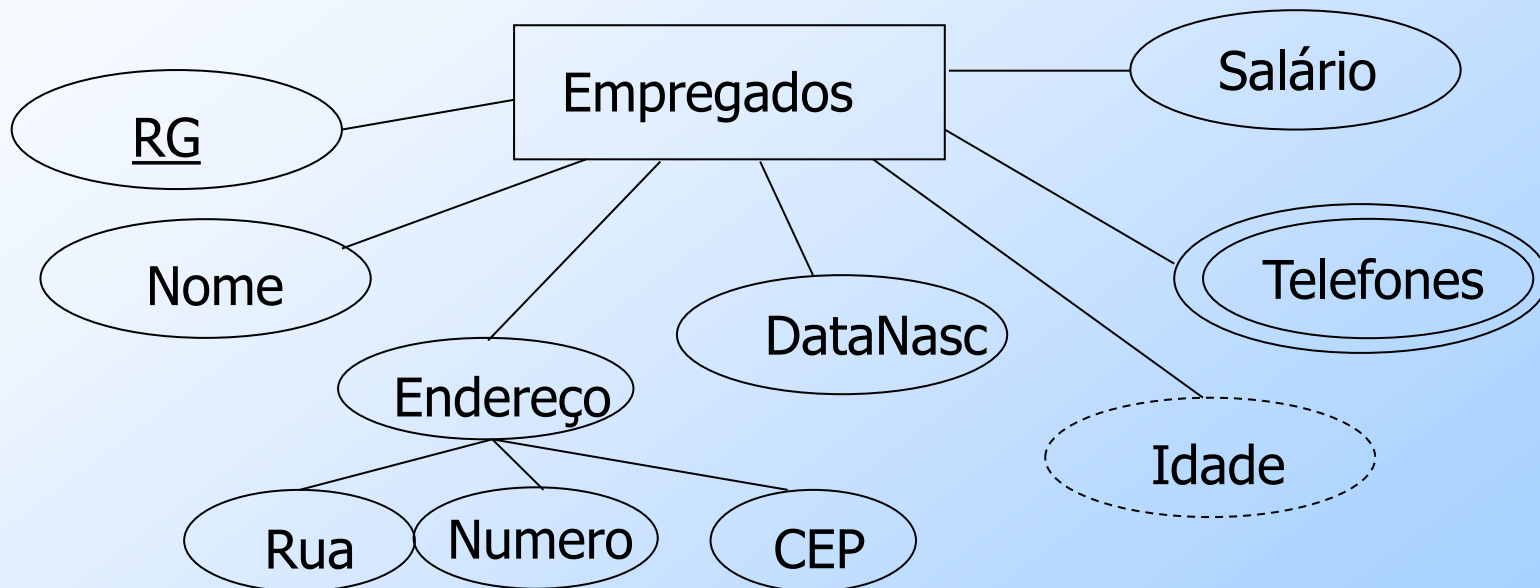 Empregados
Salário
RG
Nome
Telefones
DataNasc
Endereço
Idade
Rua
Numero
CEP